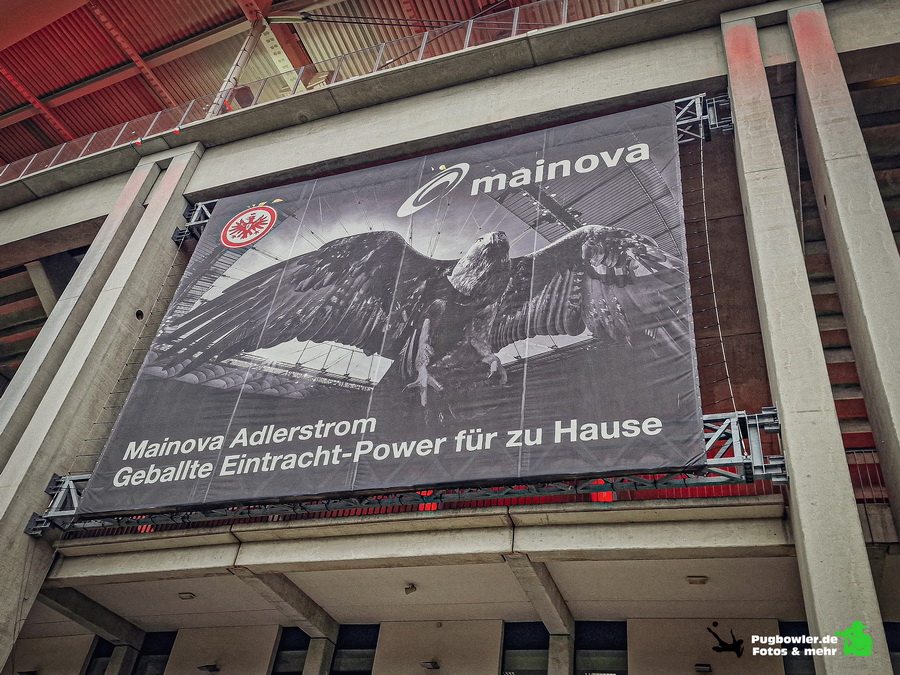 mainova
Mainova Adlerstrom
Geballte Eintracht-Power für zu Hause
Pugbowler.de
Fotos & mehr